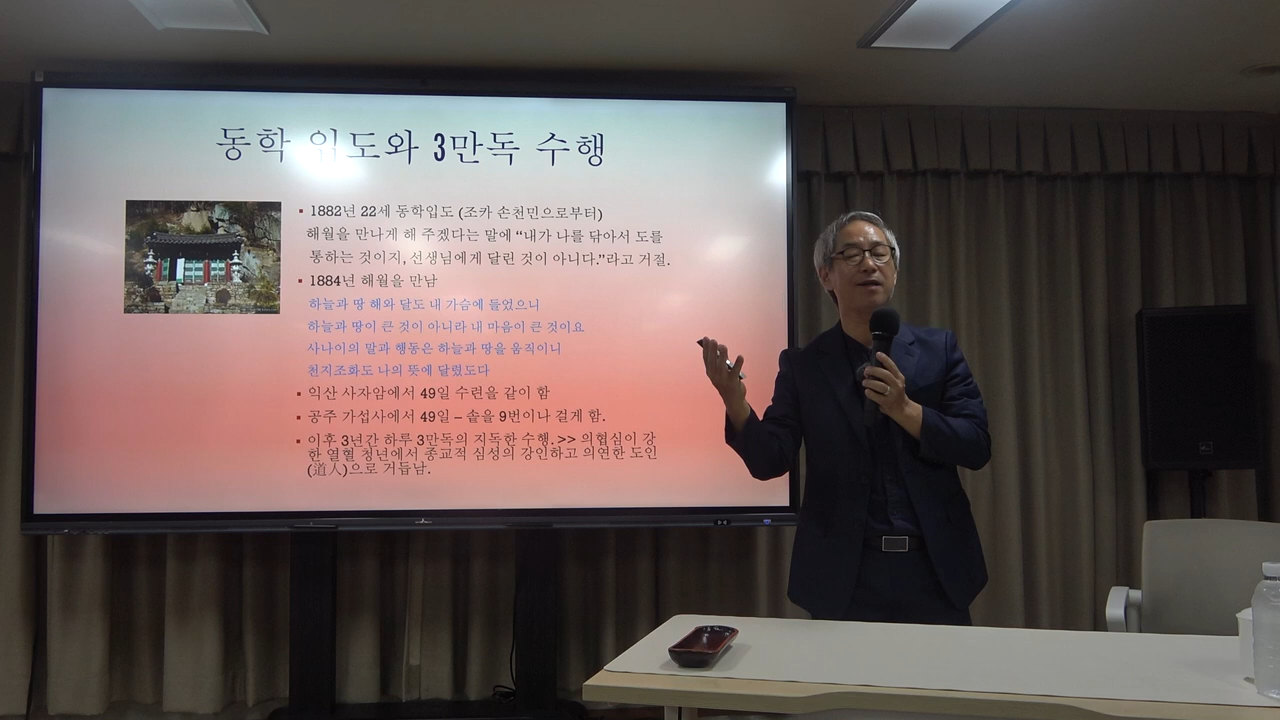 동학 입도와 3만독 수행
▪ 1882년 22세 동학입도 (조카 손천민으로부터)
해월을 만나게 해 주겠다는 말에 “내가 나를 닦아서 도를
통하는 것이지, 선생님에게 달린 것이 아니다.”라고 거절.
▪ 1884년 해월을 만남
하늘과 땅 해와 달도 내 가슴에 들었으니
하늘과 땅이 큰 것이 아니라 내 마음이 큰 것이요
사나이의 말과 행동은 하늘과 땅을 움직이니
천지조화도 나의 뜻에 달렸도다
▪ 익산 사자암에서 49일 수련을 같이 함
▪ 공주 가섭사에서 49일 – 솥을 9번이나 걸게 함.
▪ 이후 3년간 하루 3만독의 지독한 수행. >> 의협심이 강
한 열혈 청년에서 종교적 심성의 강인하고 의연한 도인
(道人)으로 거듭남.